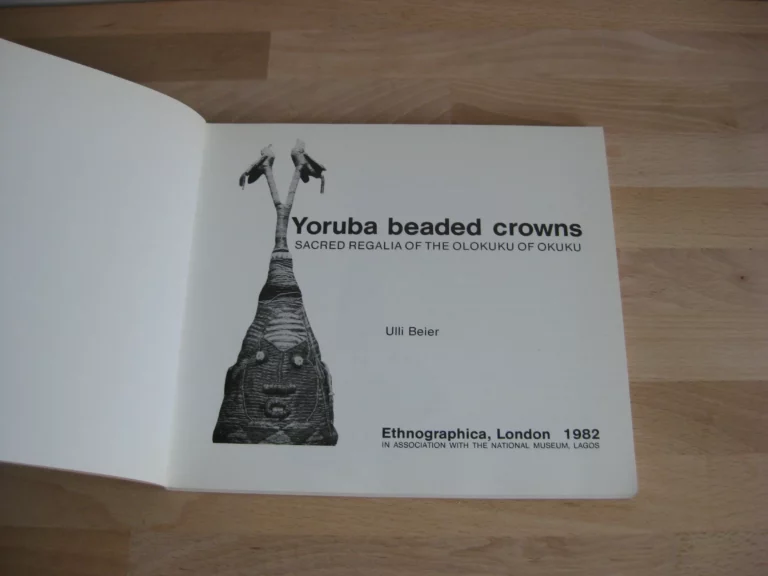 Yoruba beaded crowns
SACRED REGALIA OF THE OLOKUKU OF OKUKU
Ulli Beier
Ethnographica, London 1982
IN ASSOCIATION WITH THE NATIONAL MUSEUM, LAGOS